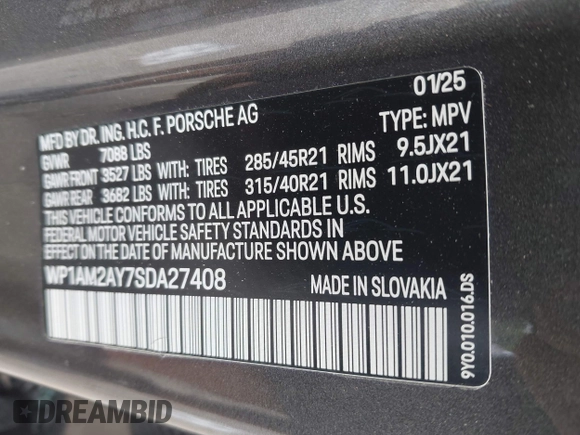 01/25
MFD BY DR. ING. H.C. F. PORSCHE AG TYPE: MPV
GVWR 7088 LBS
GAWR FRONT 3527 LBS WITH: TIRES 285/45R21 RIMS 9.5JX21
GAWR REAR 3682 LBS WITH: TIRES 315/40R21 RIMS 11.0JX21
THIS VEHICLE CONFORMS TO ALL APPLICABLE U.S.
FEDERAL MOTOR VEHICLE SAFETY STANDARDS IN
EFFECT ON THE DATE OF MANUFACTURE SHOWN ABOVE
WP1AM2AY7SDA27408 MADE IN SLOVAKIA
9Y0.010.016.DS
DREAMBID